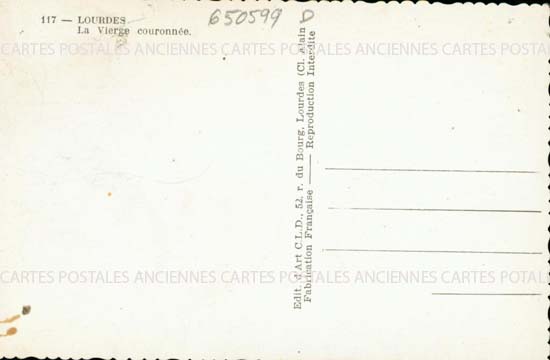 650599 D
117 — LOURDES
La Vierge couronnée.
Edit. d'Art C.L.D., 52, r. du Bourg, Lourdes (Cl. Alain
Fabrication Française —— Reproduction Interdite
CARTES POSTALES ANCIENNES CARTES POSTALES ANCIENNES CARTES POSTALES
CARTES POSTALES ANCIENNES CARTES POSTALES ANCIENNES CARTES POSTAL